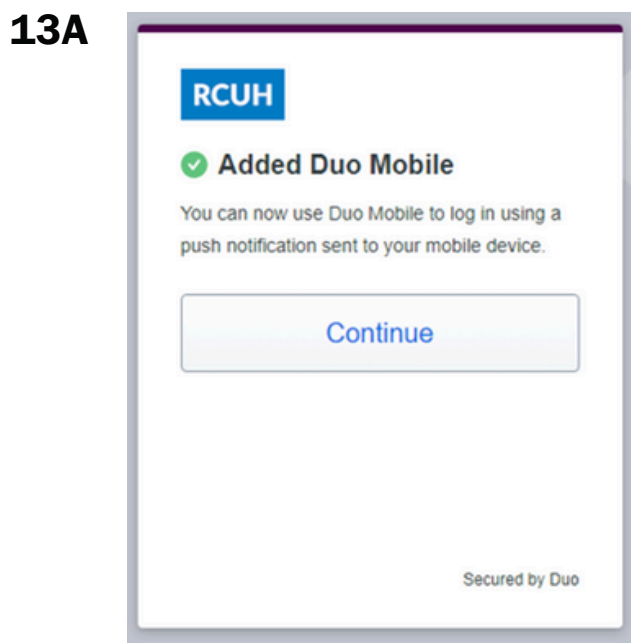 13A
RCUH
Added Duo Mobile
You can now use Duo Mobile to log in using a
push notification sent to your mobile device.
Continue
Secured by Duo